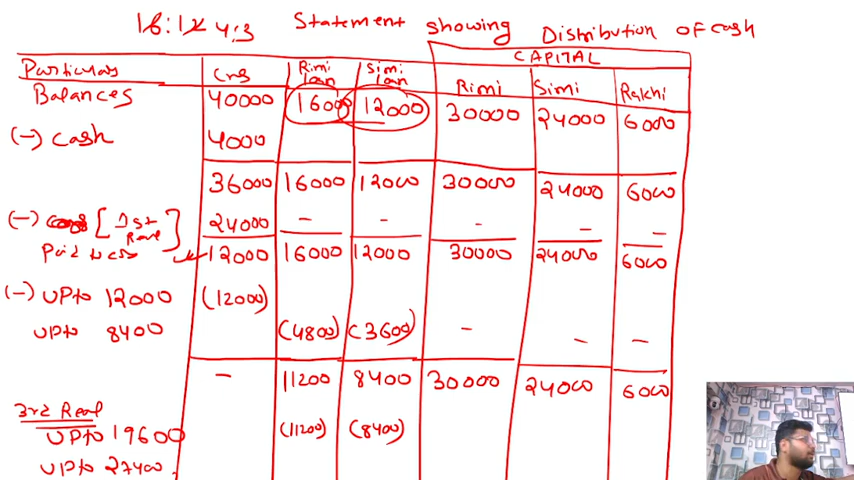 16:12 4:3 Statement showing Distribution of cash
CAPITAL
Particulars Crs Rimi loan Simi loan Rimi Simi Rakhi
Balances 40000 16000 12000 30000 24000 6000
(-) Cash 4000
36000 16000 12000 30000 24000 6000
(-) [1st Real] 24000 - - - - -
Paid to crs 12000 16000 12000 30000 24000 6000
(-) UPto 12000 (12000)
UPto 8400 (4800) (3600) - - -
- 11200 8400 30000 24000 6000
3rd Real
UPto 19600 (11200) (8400)
UPto 27400.